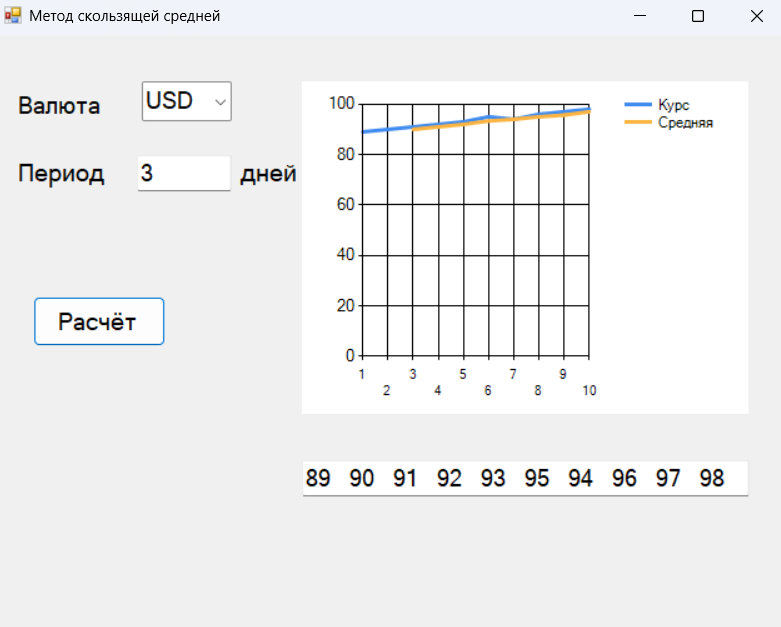 Метод скользящей средней
Валюта USD
Период 3 дней
Расчёт
100
80
60
40
20
0
1 2 3 4 5 6 7 8 9 10
Курс
Средняя
89 90 91 92 93 95 94 96 97 98